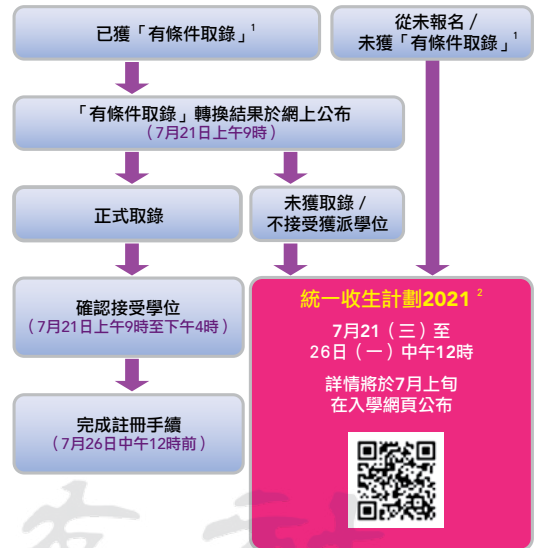 已獲「有條件取錄」1
從未報名 /
未獲「有條件取錄」1
「有條件取錄」轉換結果於網上公布
（7月21日上午9時）
正式取錄
未獲取錄 /
不接受獲派學位
確認接受學位
（7月21日上午9時至下午4時）
完成註冊手續
（7月26日中午12時前）
統一收生計劃2021 2
7月21（三）至
26日（一）中午12時
詳情將於7月上旬
在入學網頁公布